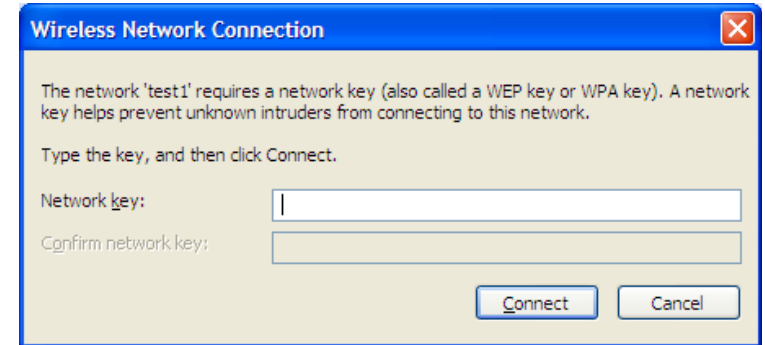 Wireless Network Connection
The network 'test1' requires a network key (also called a WEP key or WPA key). A network
key helps prevent unknown intruders from connecting to this network.
Type the key, and then click Connect.
Network key:
Confirm network key:
Connect Cancel